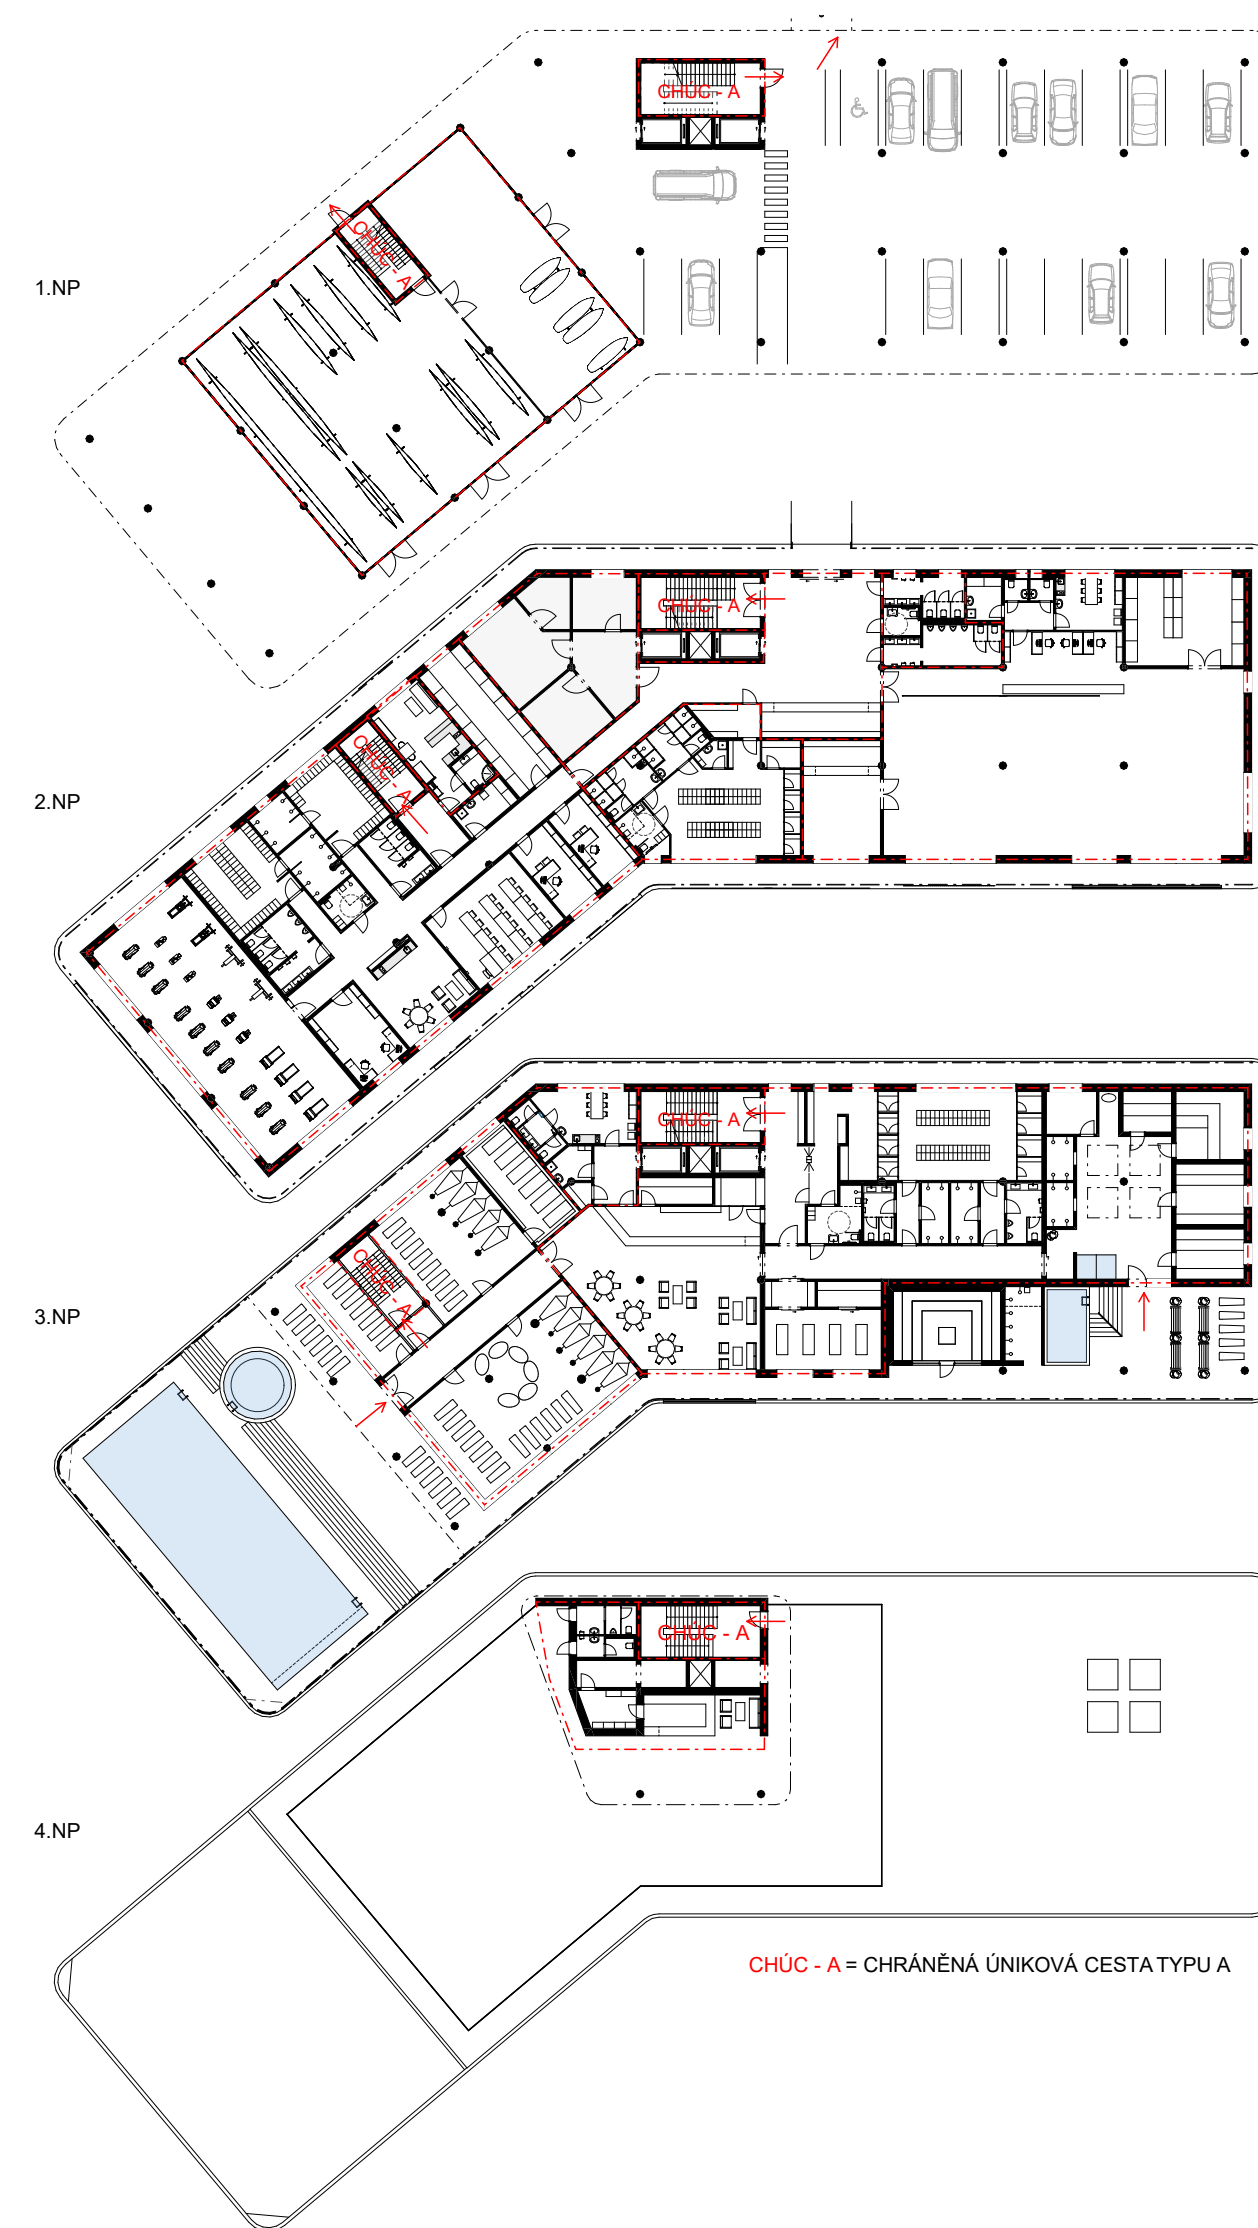 CHÚC - A
CHÚC - A
1.NP
CHÚC - A
CHÚC - A
2.NP
CHÚC - A
CHÚC - A
3.NP
CHÚC - A
4.NP
CHÚC - A = CHRÁNĚNÁ ÚNIKOVÁ CESTA TYPU A